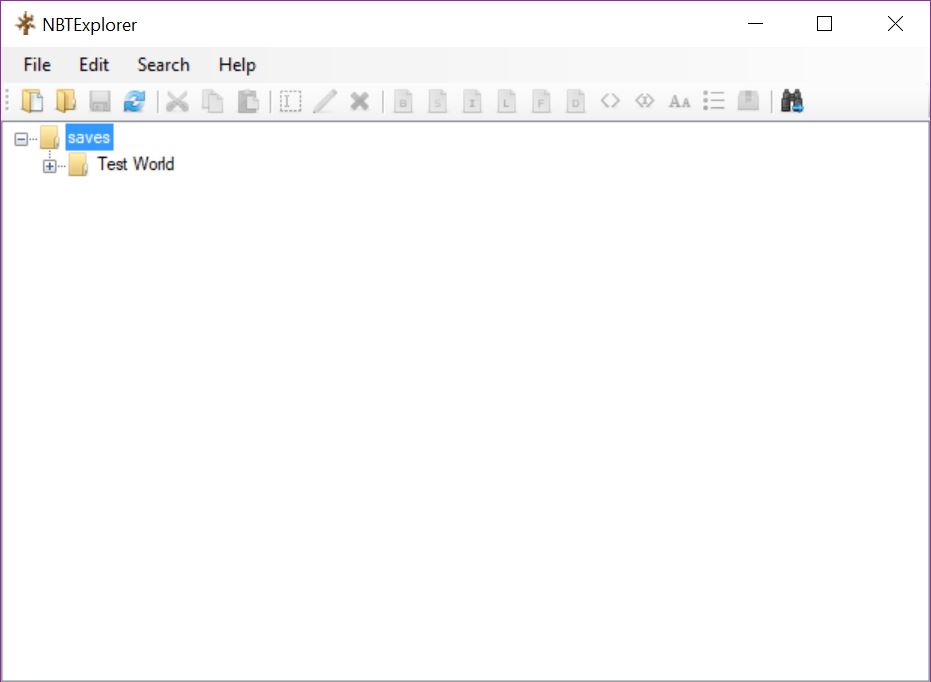 NBTExplorer
File Edit Search Help
B S I L F D <> <> AA
saves
Test World